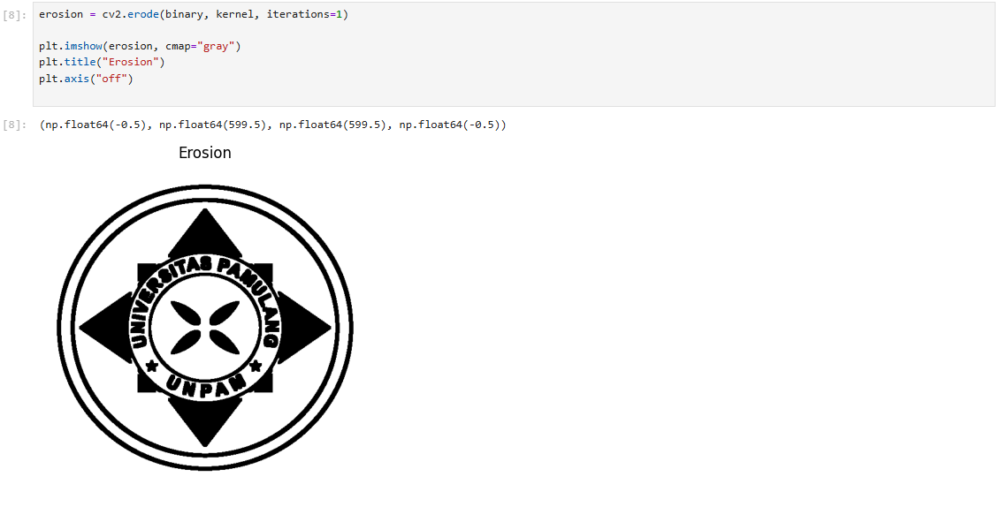 [8]: erosion = cv2.erode(binary, kernel, iterations=1)
plt.imshow(erosion, cmap="gray")
plt.title("Erosion")
plt.axis("off")
[8]: (np.float64(-0.5), np.float64(599.5), np.float64(599.5), np.float64(-0.5))
Erosion
UNIVERSITAS PAMULANG
UNPAM